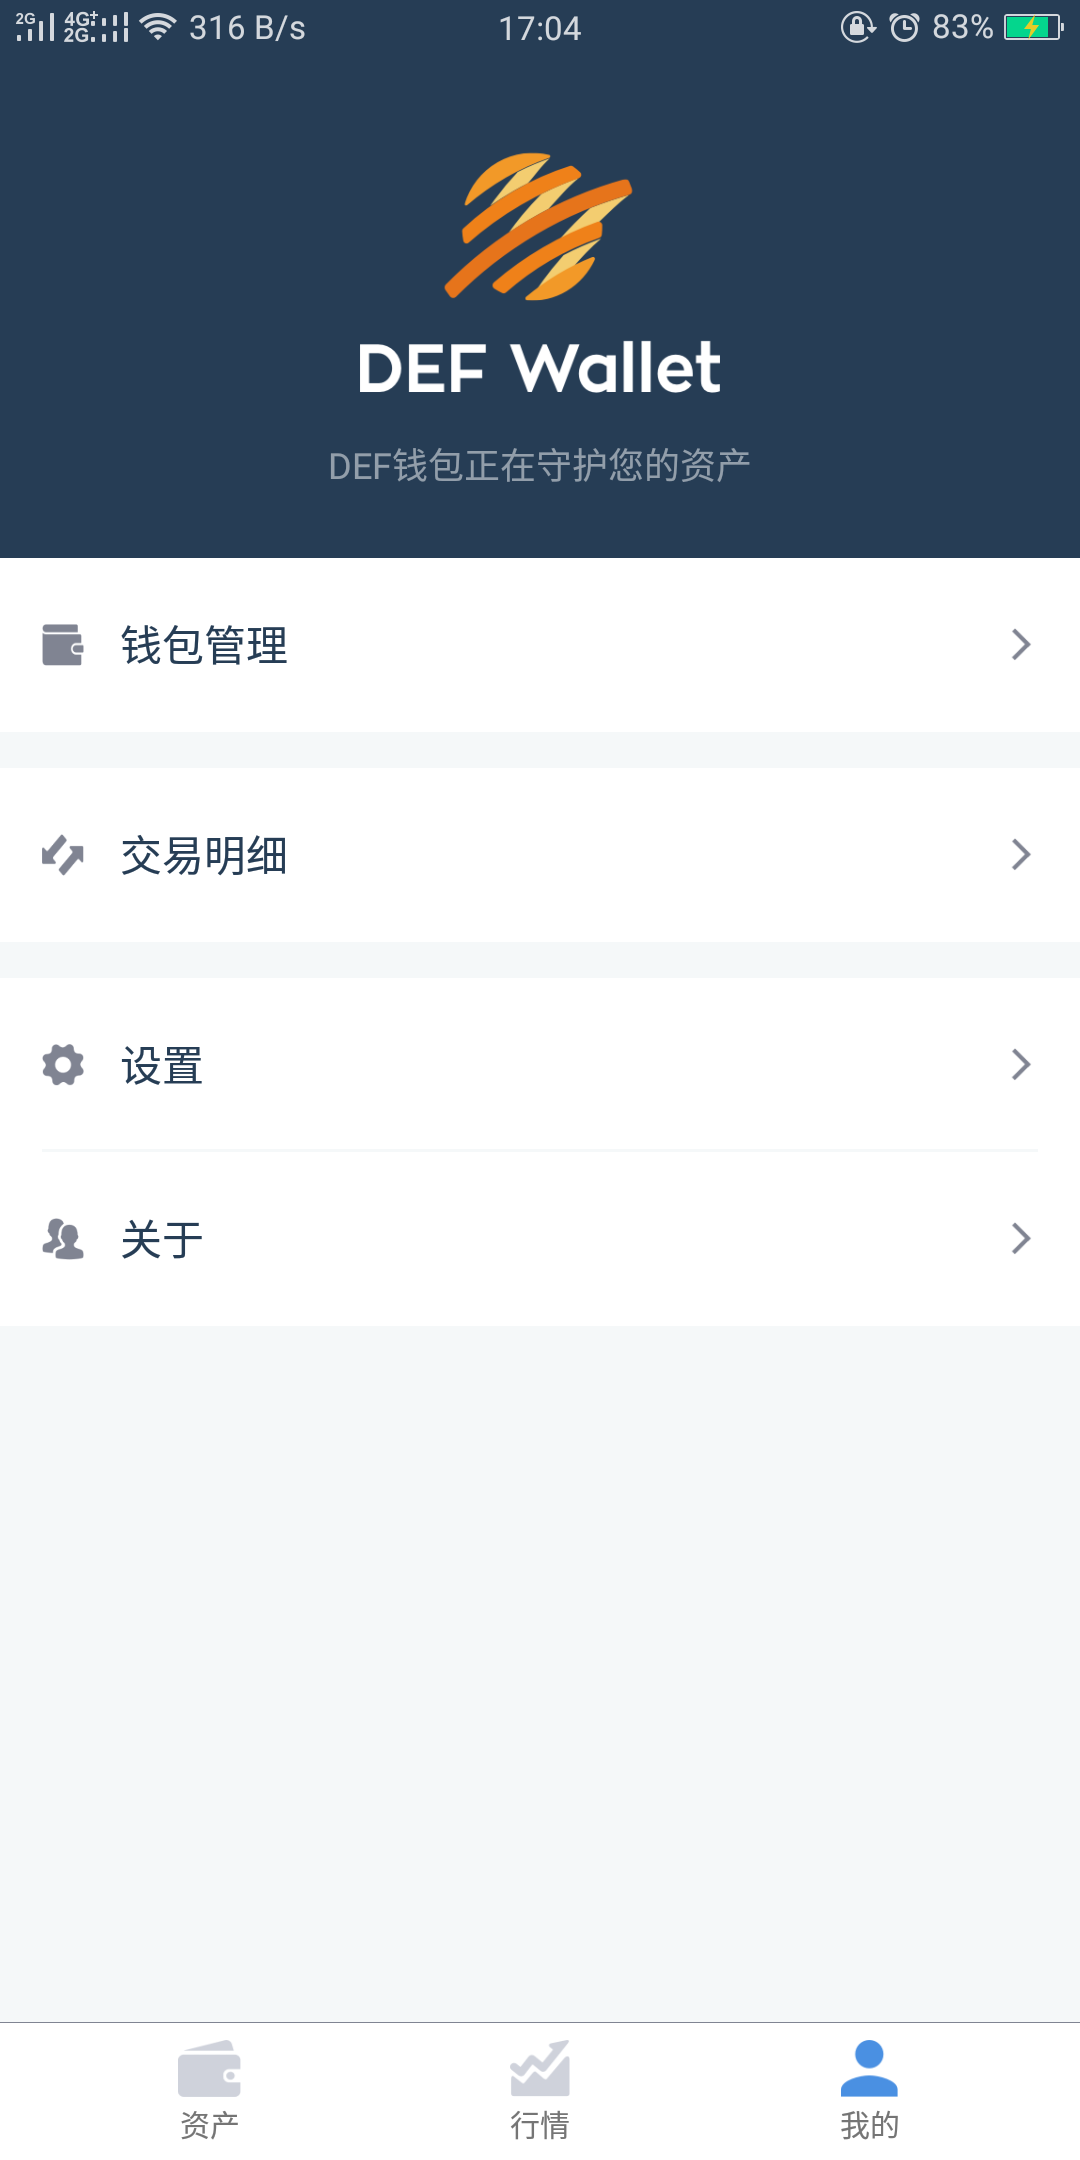 2G 4G+ 2G 316 B/s 17:04 83%
DEF Wallet
DEF钱包正在守护您的资产
钱包管理
交易明细
设置
关于
资产 行情 我的